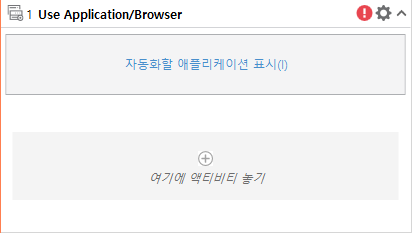 1 Use Application/Browser
자동화할 애플리케이션 표시(I)
여기에 액티비티 놓기